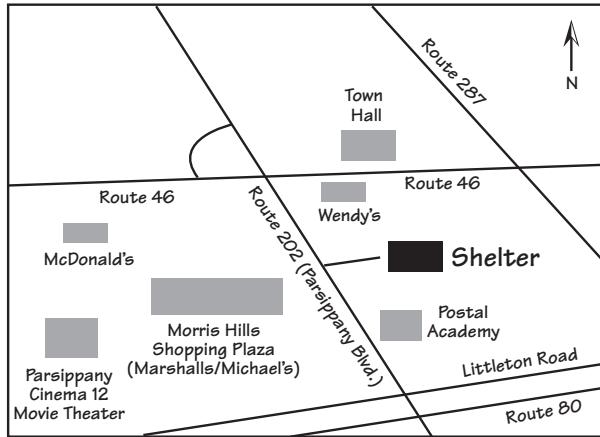 Route 287
N
Town
Hall
Route 46
Route 46
Wendy's
McDonald's
Route 202 (Parsippany Blvd.)
Shelter
Morris Hills
Shopping Plaza
(Marshalls/Michael's)
Postal
Academy
Parsippany
Cinema 12
Movie Theater
Littleton Road
Route 80